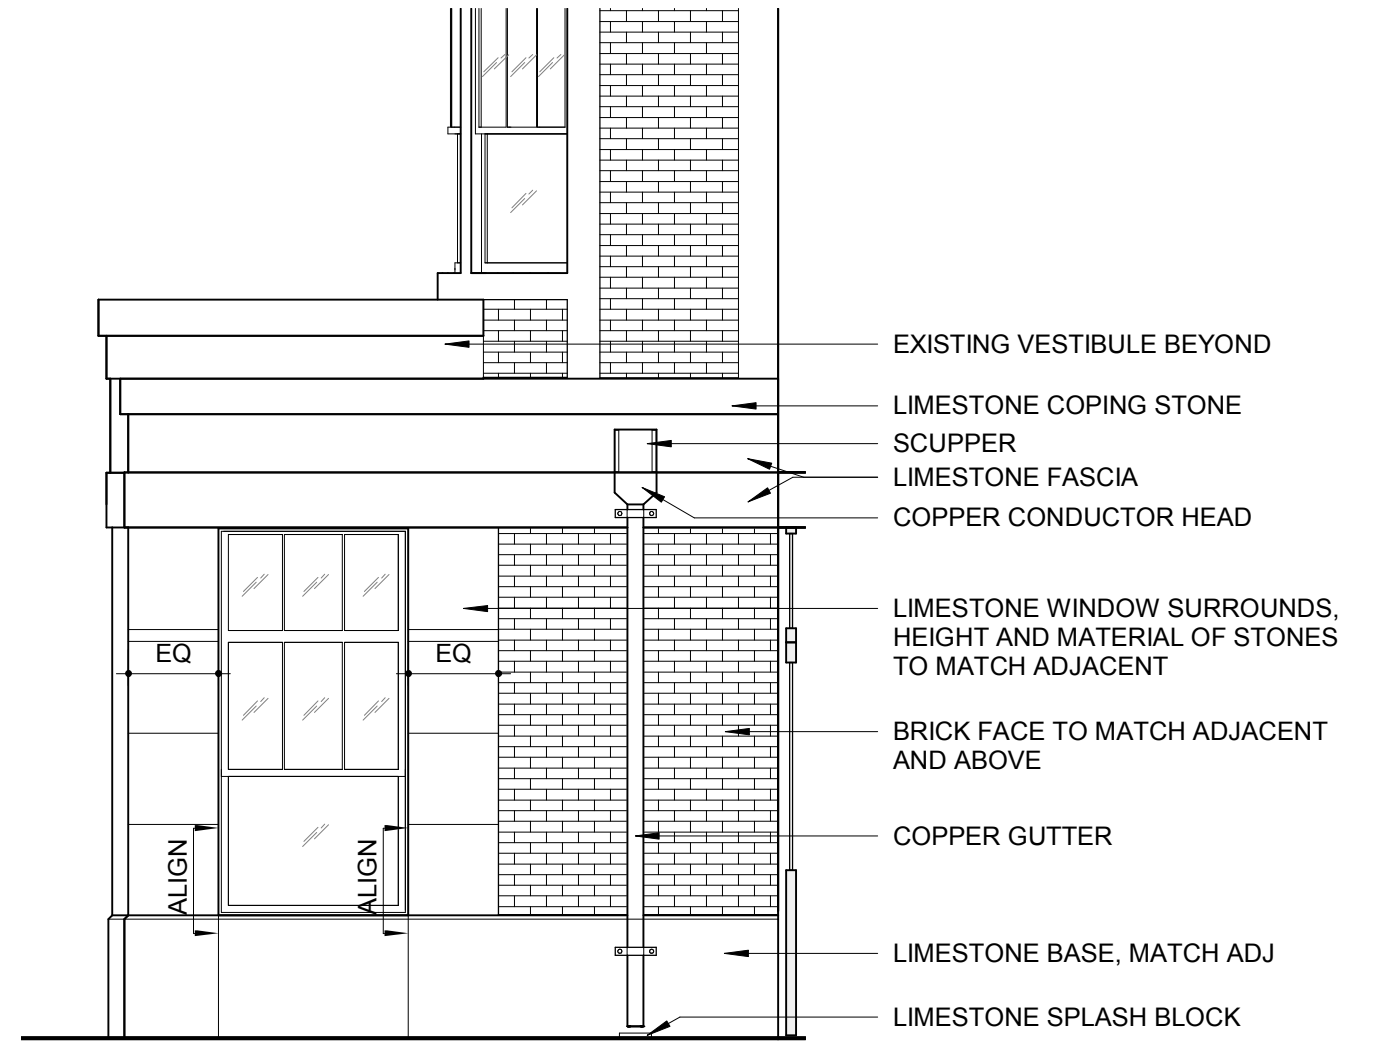 EXISTING VESTIBULE BEYOND
LIMESTONE COPING STONE
SCUPPER
LIMESTONE FASCIA
COPPER CONDUCTOR HEAD
LIMESTONE WINDOW SURROUNDS,
HEIGHT AND MATERIAL OF STONES
TO MATCH ADJACENT
EQ
EQ
BRICK FACE TO MATCH ADJACENT
AND ABOVE
COPPER GUTTER
ALIGN
ALIGN
LIMESTONE BASE, MATCH ADJ
LIMESTONE SPLASH BLOCK